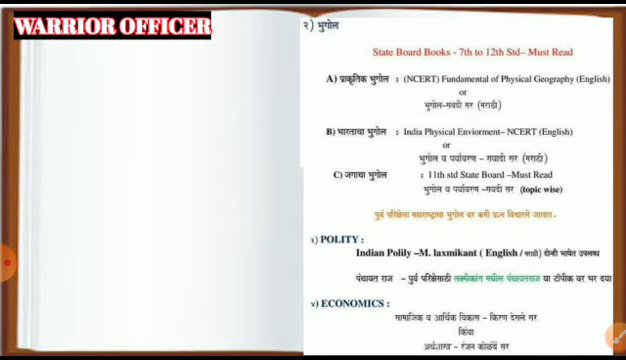 WARRIOR OFFICER
२) भुगोल
State Board Books - 7th to 12th Std– Must Read
A) प्राकृतिक भुगोल : (NCERT) Fundamental of Physical Geography (English)
or
भुगोल-सवदी सर (मराठी)
B) भारताचा भुगोल : India Physical Enviorment– NCERT (English)
or
भुगोल व पर्यावरण - सवादी सर (मराठी)
C) जगाचा भुगोल : 11th std State Board –Must Read
भुगोल व पर्यावरण -सवदी सर (topic wise)
पुर्व परिक्षेला महाराष्ट्राचा भुगोल वर कमी प्रश्न विचारले जातात.
३) POLITY :
Indian Polily –M. laxmikant ( English / मराठी) दोन्ही भाषेत उपलब्ध
पंचायत राज - पुर्व परिक्षेसाठी लक्ष्मीकांत मधील पंचायतराज या टॉपीक वर भर दया
४) ECONOMICS :
सामाजिक व आर्थिक विकास - किरण देसले सर
किंवा
अर्थशास्त्र - रंजन कोळंबे सर